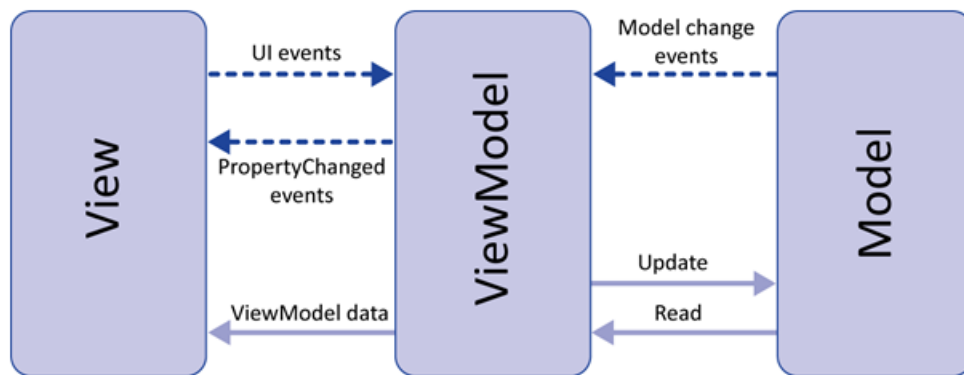 View
UI events
PropertyChanged
events
ViewModel data
ViewModel
Model change
events
Update
Read
Model